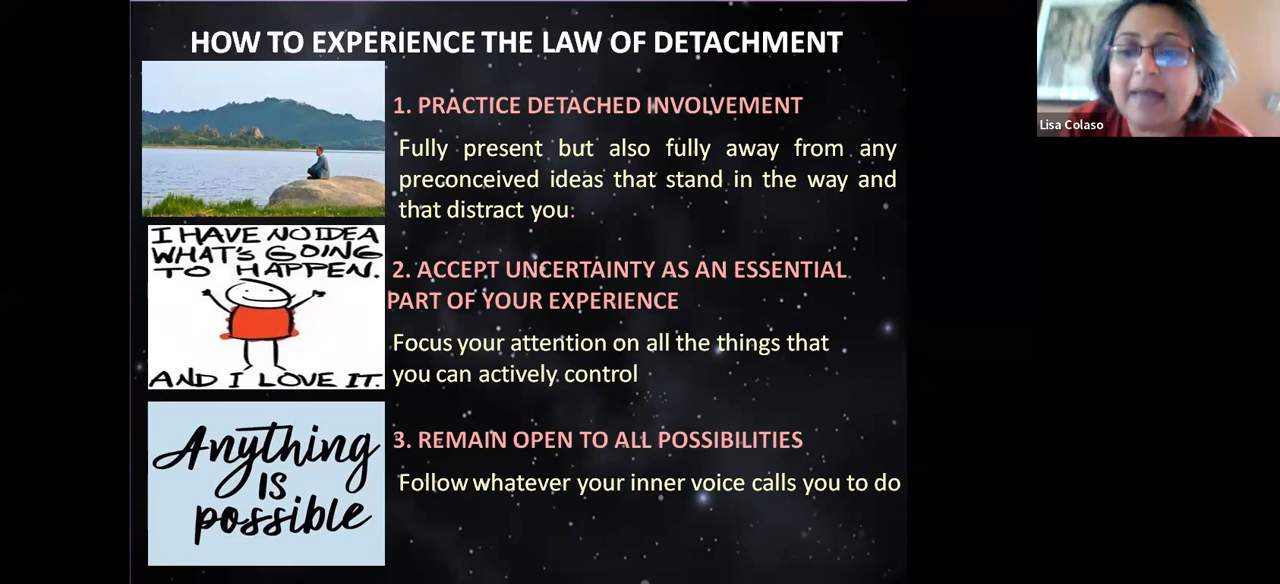 HOW TO EXPERIENCE THE LAW OF DETACHMENT
1. PRACTICE DETACHED INVOLVEMENT
Fully present but also fully away from any
preconceived ideas that stand in the way and
that distract you.
I HAVE NO IDEA
WHAT'S GOING
TO HAPPEN.
AND I LOVE IT.
2. ACCEPT UNCERTAINTY AS AN ESSENTIAL
PART OF YOUR EXPERIENCE
Focus your attention on all the things that
you can actively control
Anything
IS
possible
3. REMAIN OPEN TO ALL POSSIBILITIES
Follow whatever your inner voice calls you to do
Lisa Colaso